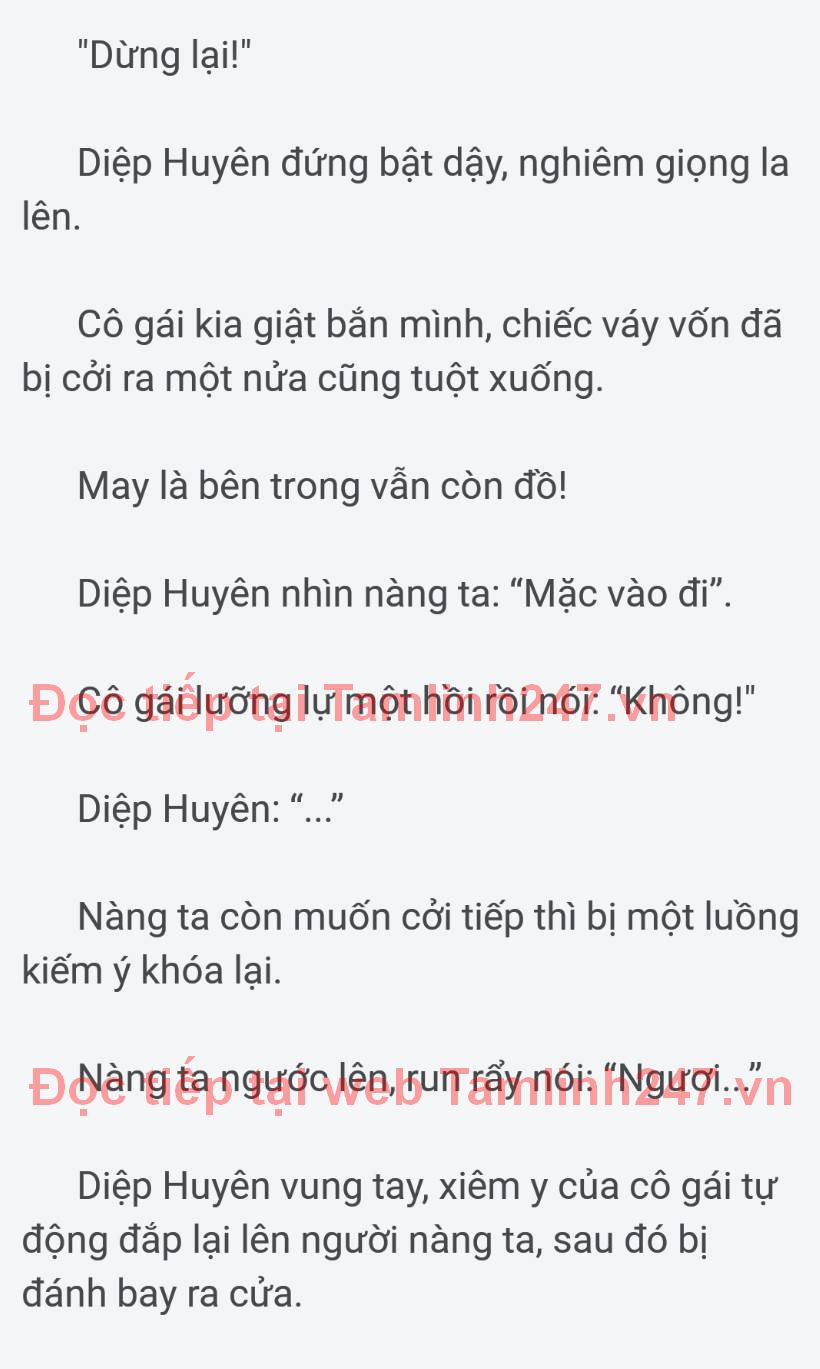 "Dừng lại!"
Diệp Huyên đứng bật dậy, nghiêm giọng la
lên.
Cô gái kia giật bắn mình, chiếc váy vốn đã
bị cởi ra một nửa cũng tuột xuống.
May là bên trong vẫn còn đồ!
Diệp Huyên nhìn nàng ta: “Mặc vào đi”.
Cô gái lưỡng lự một hồi rồi nói: “Không!"
Đọc tiếp tại Tamlinh247.vn
Diệp Huyên: “...”
Nàng ta còn muốn cởi tiếp thì bị một luồng
kiếm ý khóa lại.
Nàng ta ngước lên, run rẩy nói: “Ngươi...”
Đọc tiếp tại web Tamlinh247.vn
Diệp Huyên vung tay, xiêm y của cô gái tự
động đắp lại lên người nàng ta, sau đó bị
đánh bay ra cửa.